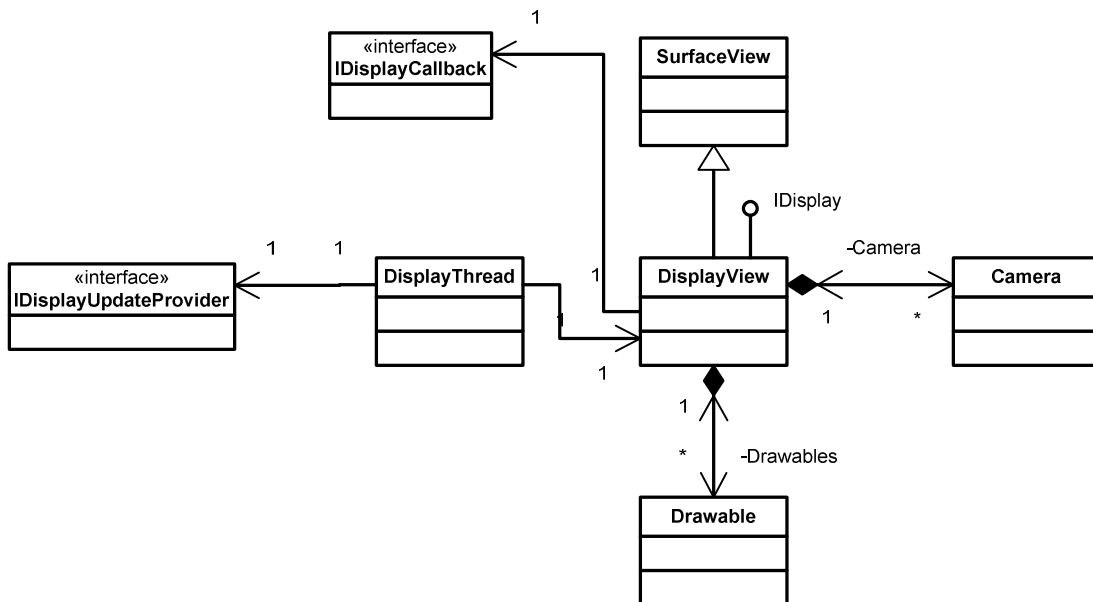 1
«interface»
IDisplayCallback
SurfaceView
IDisplay
-Camera
1
1
«interface»
IDisplayUpdateProvider
DisplayThread
1
DisplayView
Camera
1
1
*
1
1
*
-Drawables
Drawable